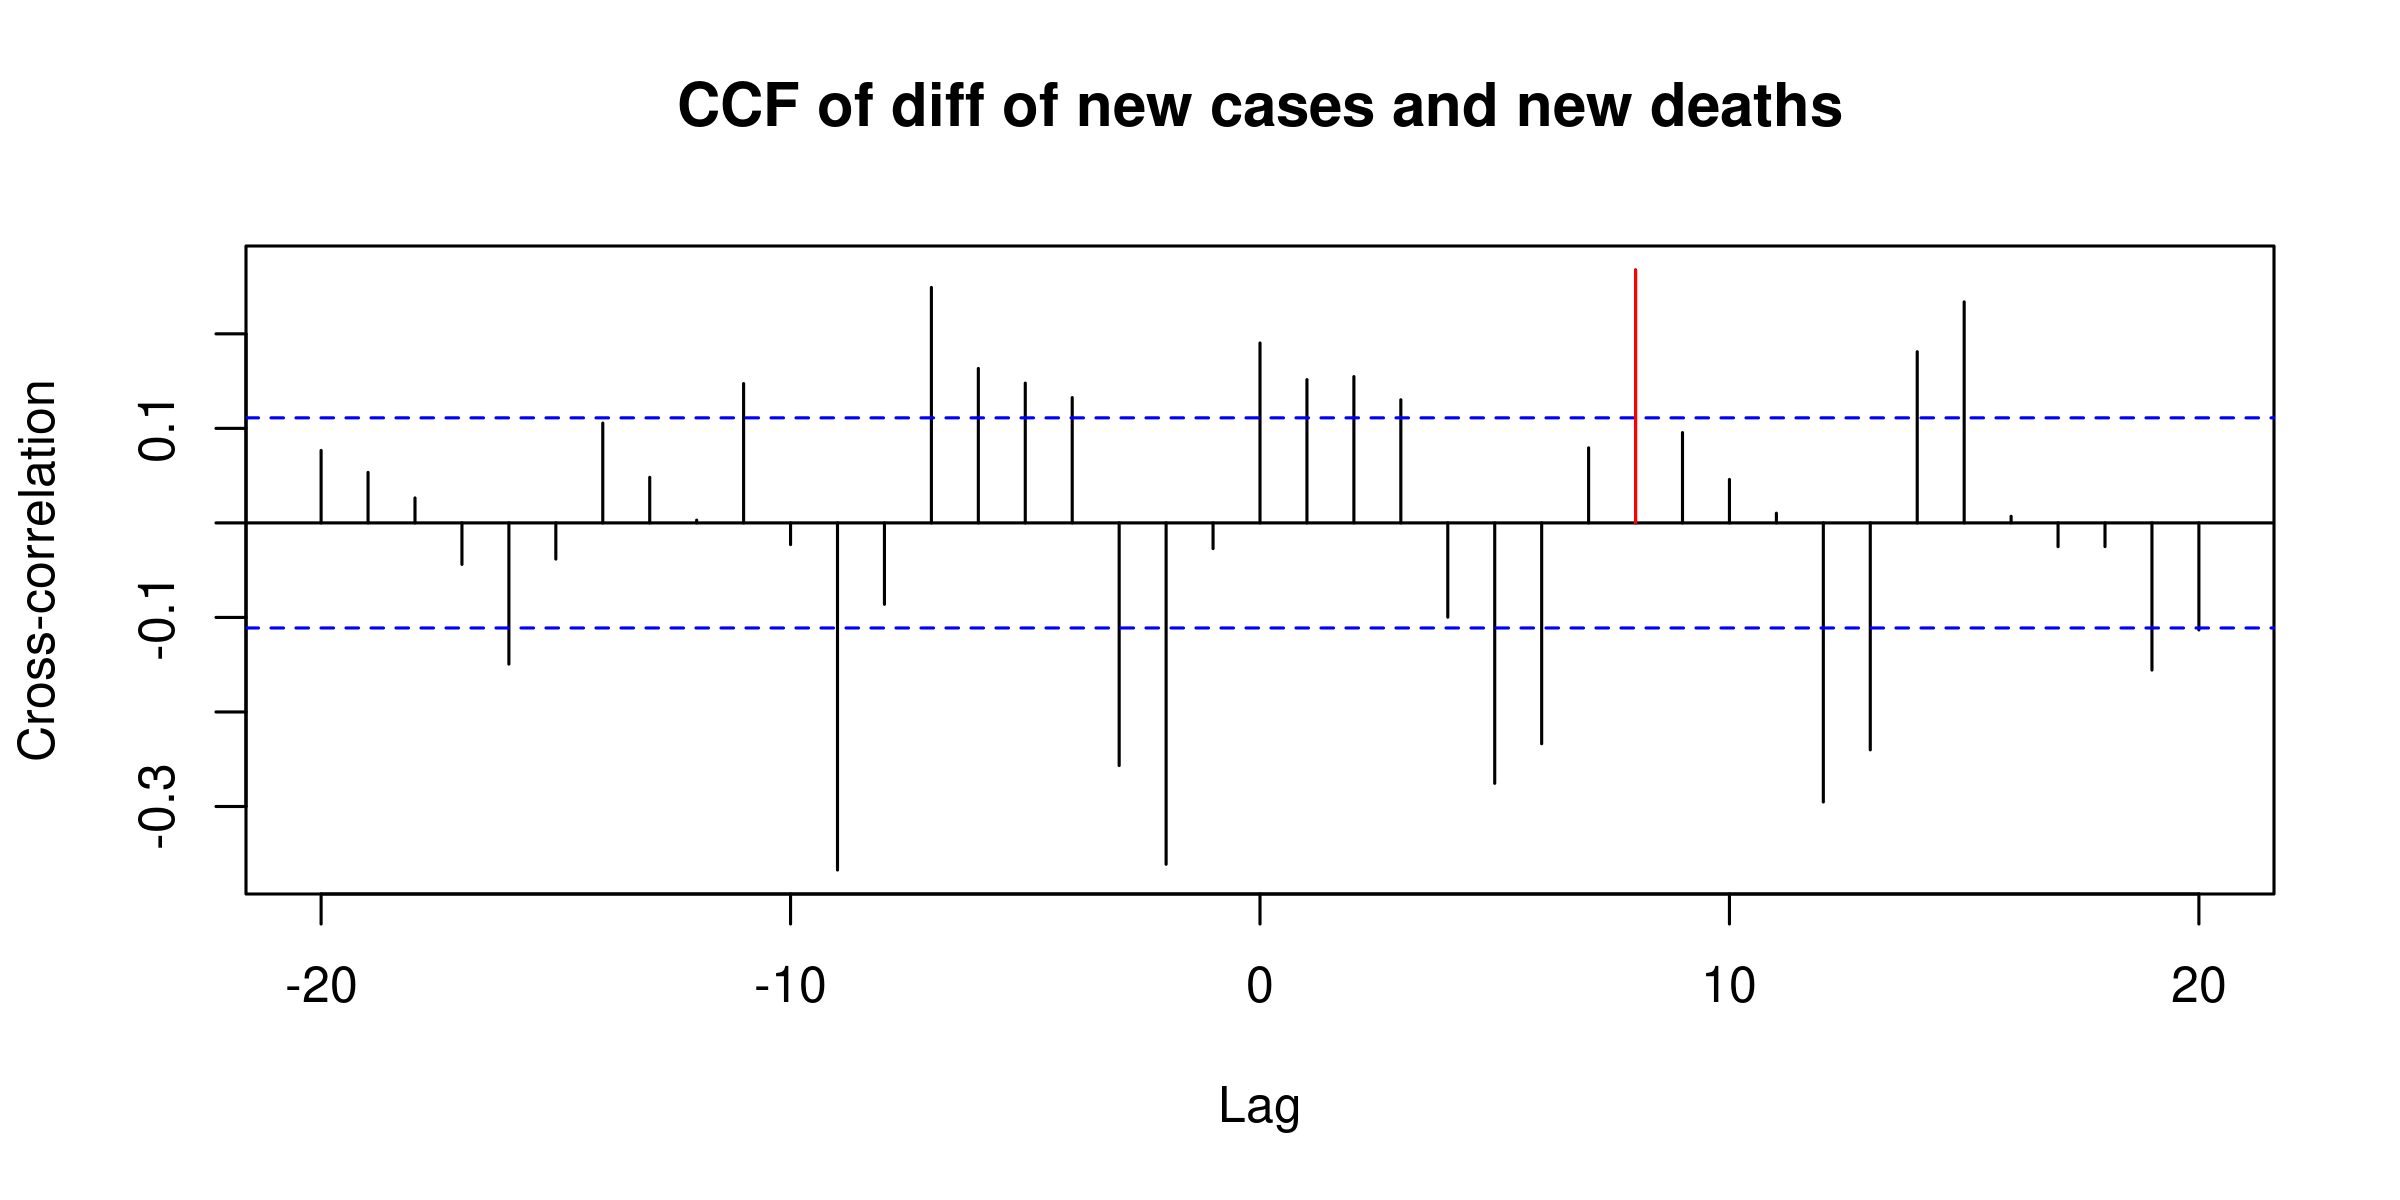 CCF of diff of new cases and new deaths
Cross-correlation
0.1
-0.1
-0.3
-20 -10 0 10 20
Lag